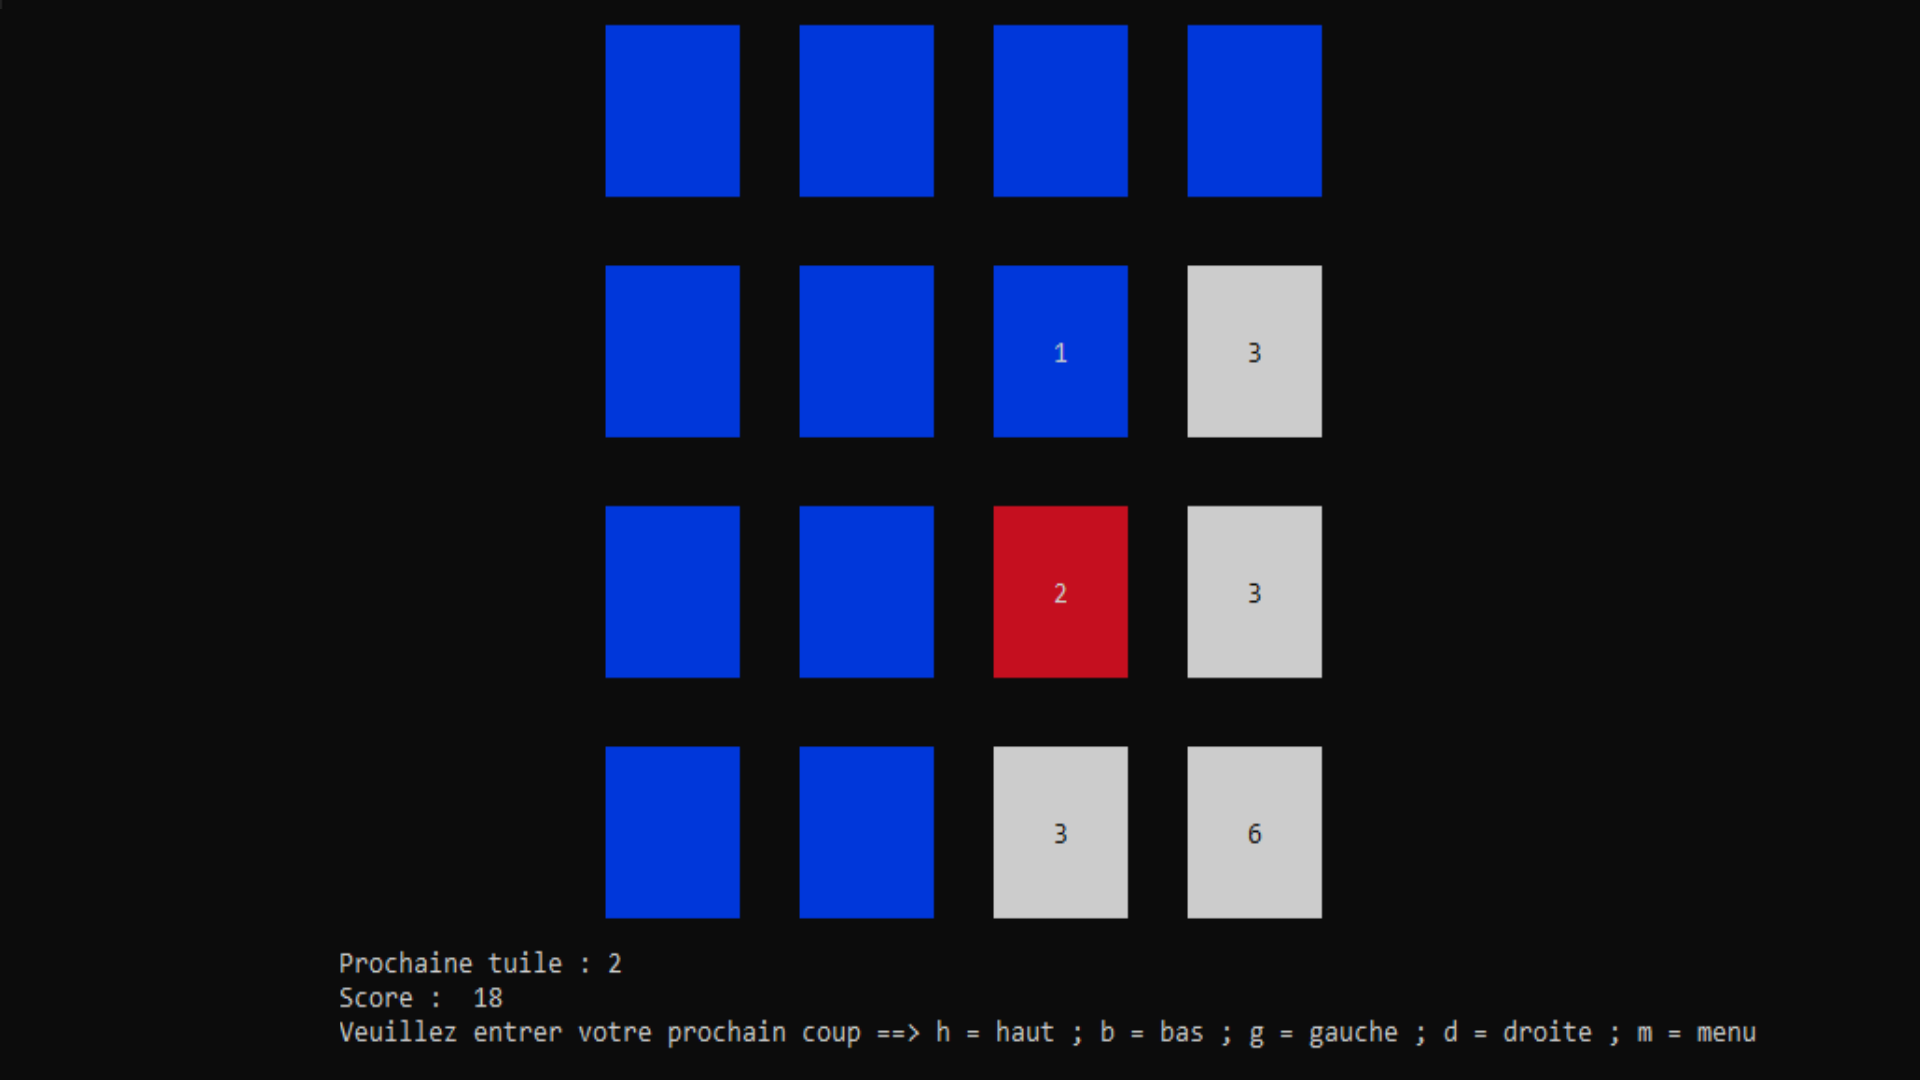 1 3
2 3
3 6
Prochaine tuile : 2
Score :  18
Veuillez entrer votre prochain coup ==> h = haut ; b = bas ; g = gauche ; d = droite ; m = menu